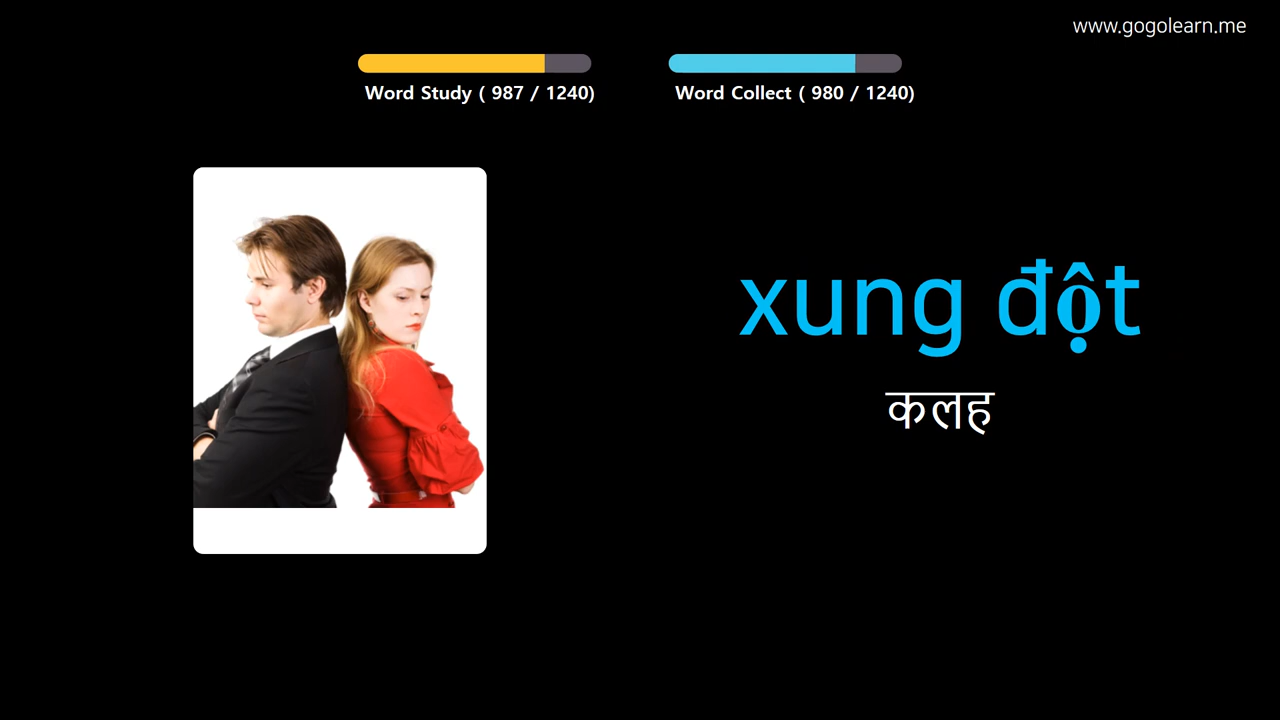 www.gogolearn.me
Word Study ( 987 / 1240)
Word Collect ( 980 / 1240)
xung đột
कलह